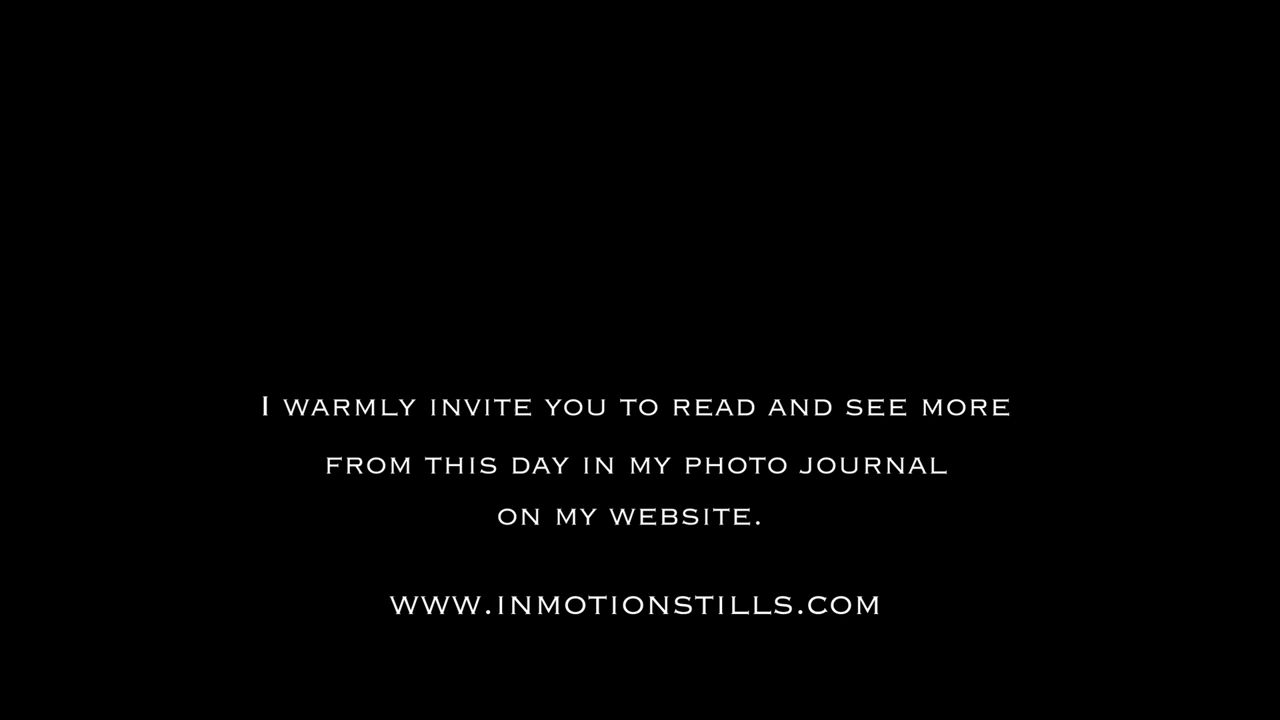 I WARMLY INVITE YOU TO READ AND SEE MORE
FROM THIS DAY IN MY PHOTO JOURNAL
ON MY WEBSITE.
WWW.INMOTIONSTILLS.COM